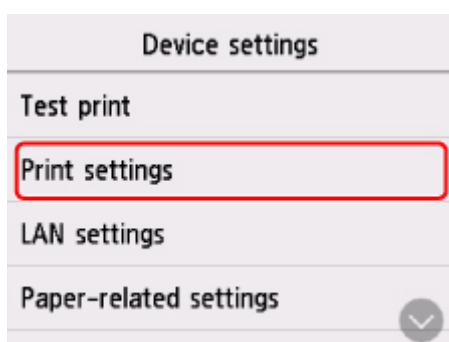 Device settings
Test print
Print settings
LAN settings
Paper-related settings